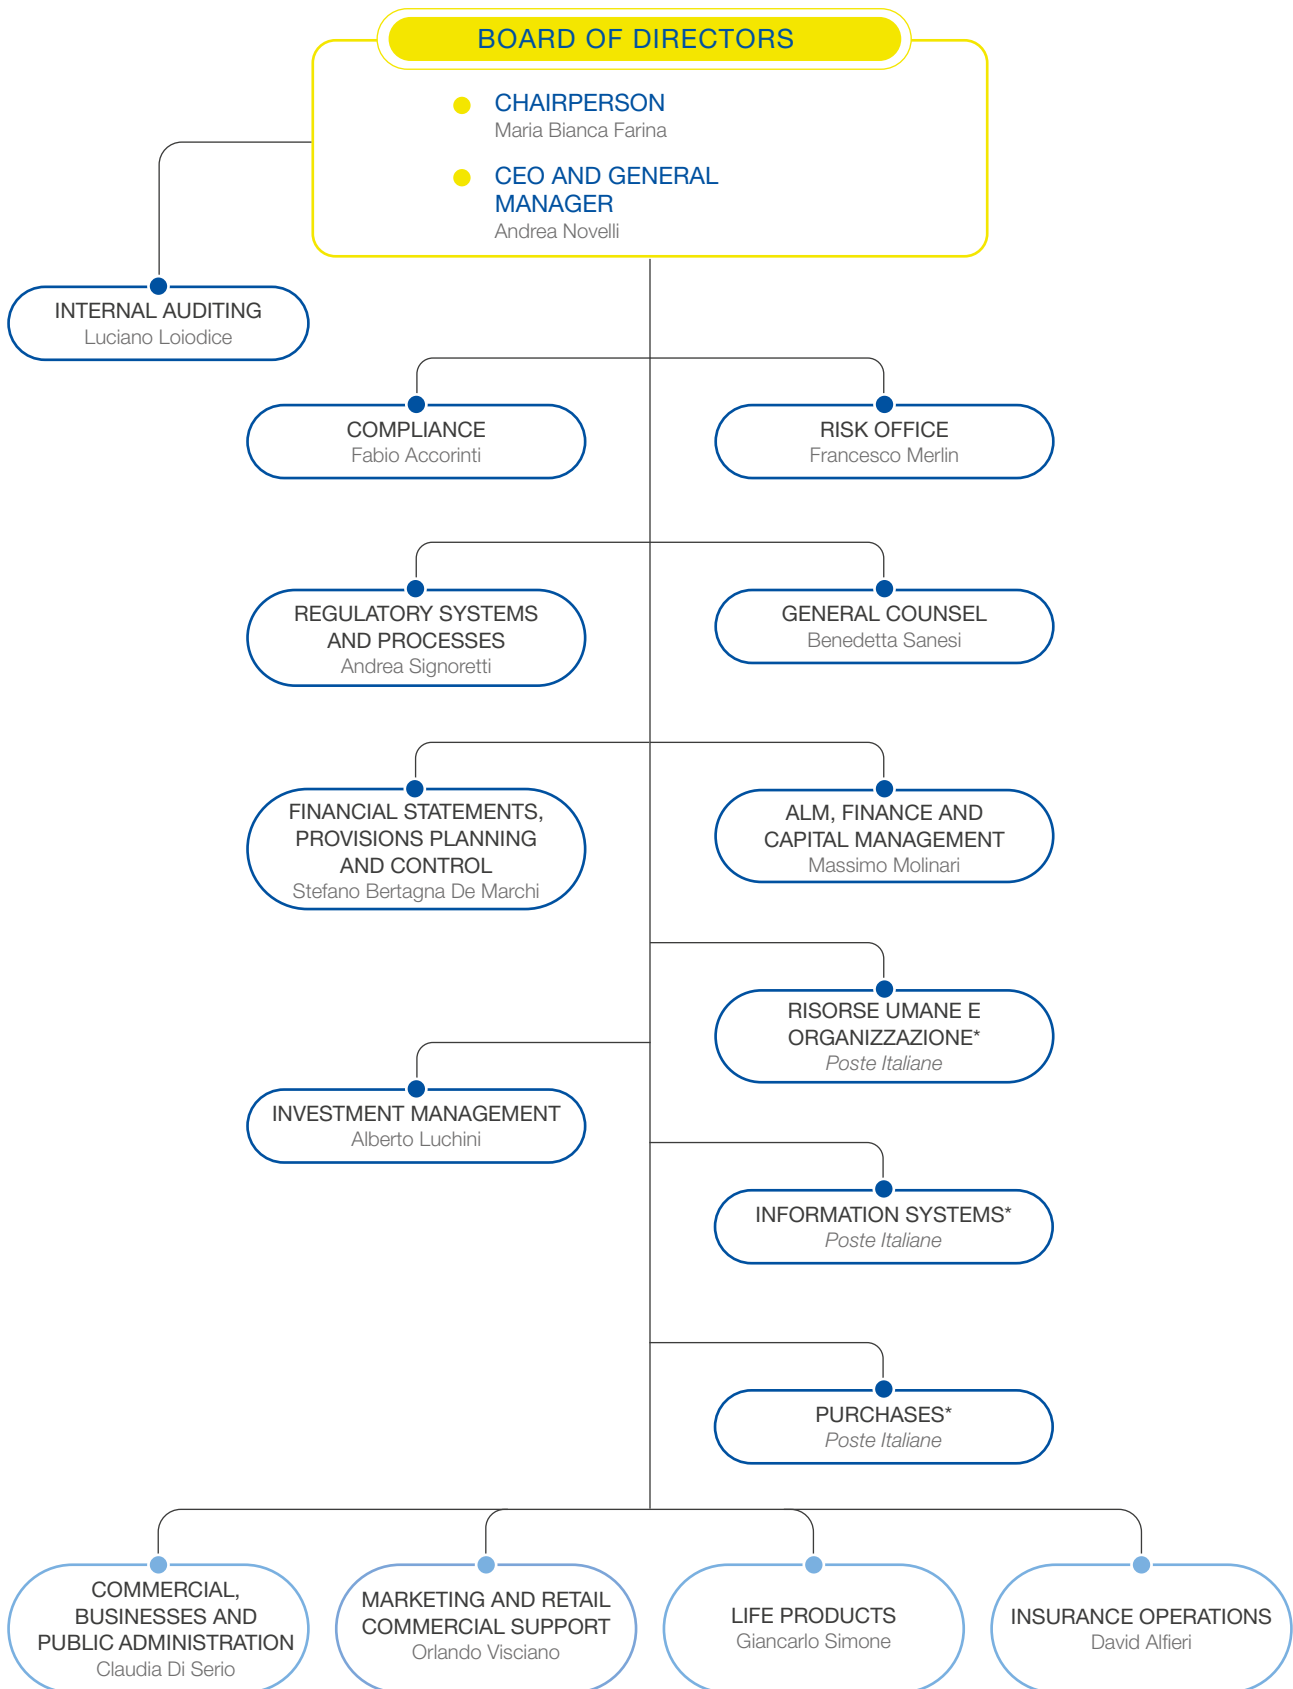 BOARD OF DIRECTORS
CHAIRPERSON
Maria Bianca Farina
CEO AND GENERAL
MANAGER
Andrea Novelli
INTERNAL AUDITING
Luciano Loiodice
COMPLIANCE
Fabio Accorinti
RISK OFFICE
Francesco Merlin
REGULATORY SYSTEMS
AND PROCESSES
Andrea Signoretti
GENERAL COUNSEL
Benedetta Sanesi
FINANCIAL STATEMENTS,
PROVISIONS PLANNING
AND CONTROL
Stefano Bertagna De Marchi
ALM, FINANCE AND
CAPITAL MANAGEMENT
Massimo Molinari
RISORSE UMANE E
ORGANIZZAZIONE*
Poste Italiane
INVESTMENT MANAGEMENT
Alberto Luchini
INFORMATION SYSTEMS*
Poste Italiane
PURCHASES*
Poste Italiane
COMMERCIAL,
BUSINESSES AND
PUBLIC ADMINISTRATION
Claudia Di Serio
MARKETING AND RETAIL
COMMERCIAL SUPPORT
Orlando Visciano
LIFE PRODUCTS
Giancarlo Simone
INSURANCE OPERATIONS
David Alfieri